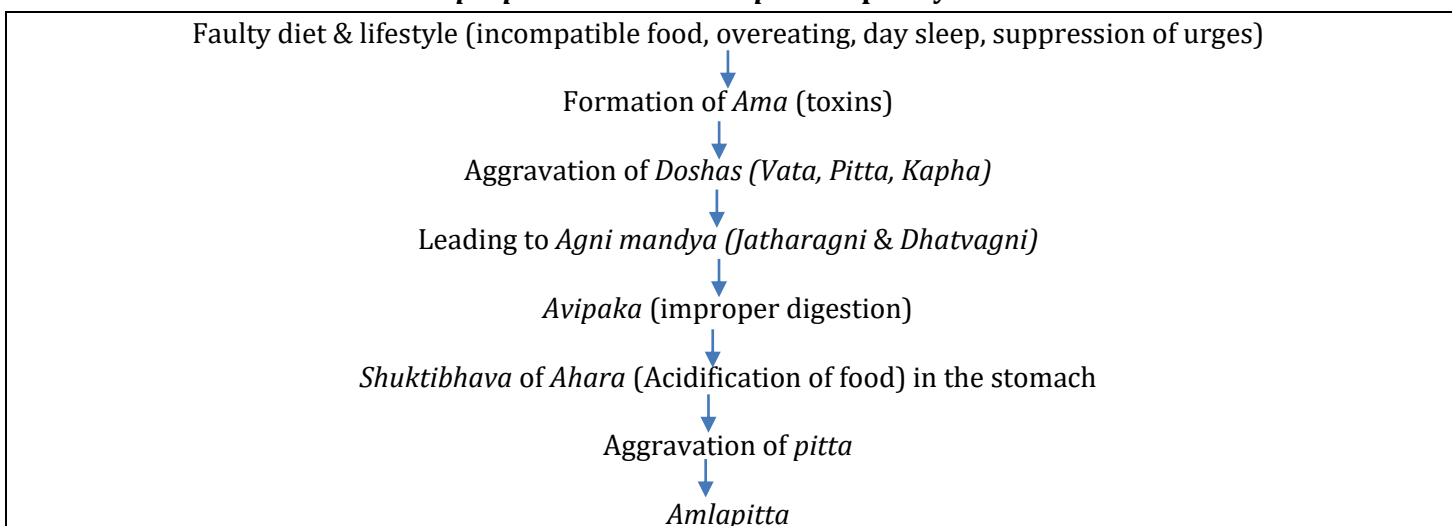 Faulty diet & lifestyle (incompatible food, overeating, day sleep, suppression of urges)
Formation of Ama (toxins)
Aggravation of Doshas (Vata, Pitta, Kapha)
Leading to Agni mandya (Jatharagni & Dhatvagni)
Avipaka (improper digestion)
Shuktibhava of Ahara (Acidification of food) in the stomach
Aggravation of pitta
Amlapitta